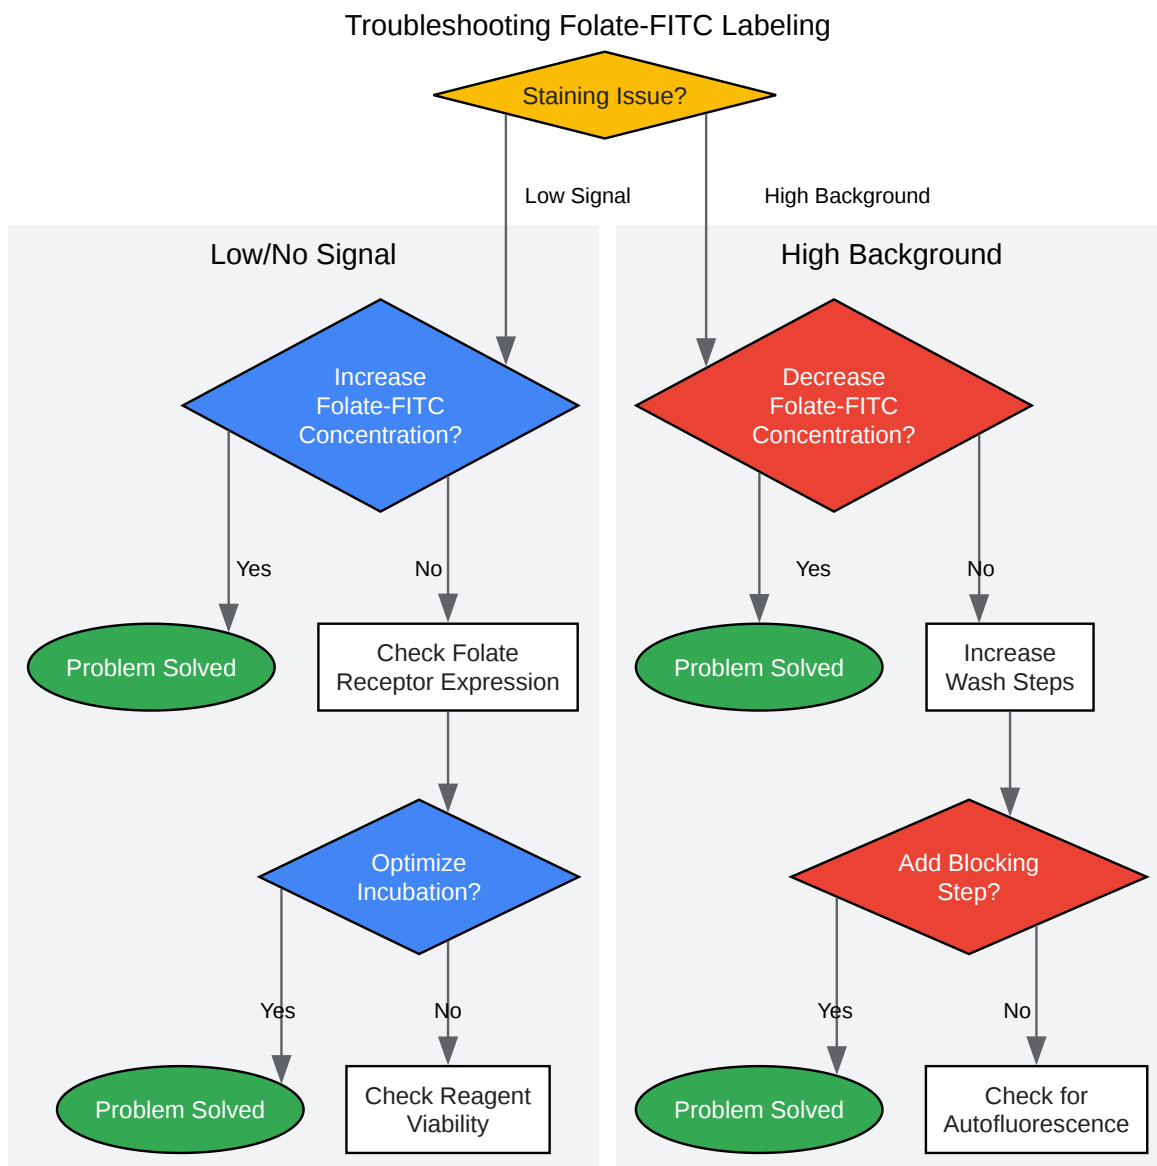 Troubleshooting Folate-FITC Labeling
Staining Issue?
Low Signal
High Background
Low/No Signal
High Background
Increase
Folate-FITC
Concentration?
Decrease
Folate-FITC
Concentration?
Yes
No
Yes
No
Problem Solved
Check Folate
Receptor Expression
Problem Solved
Increase
Wash Steps
Optimize
Incubation?
Add Blocking
Step?
Yes
No
Yes
No
Problem Solved
Check Reagent
Viability
Problem Solved
Check for
Autofluorescence